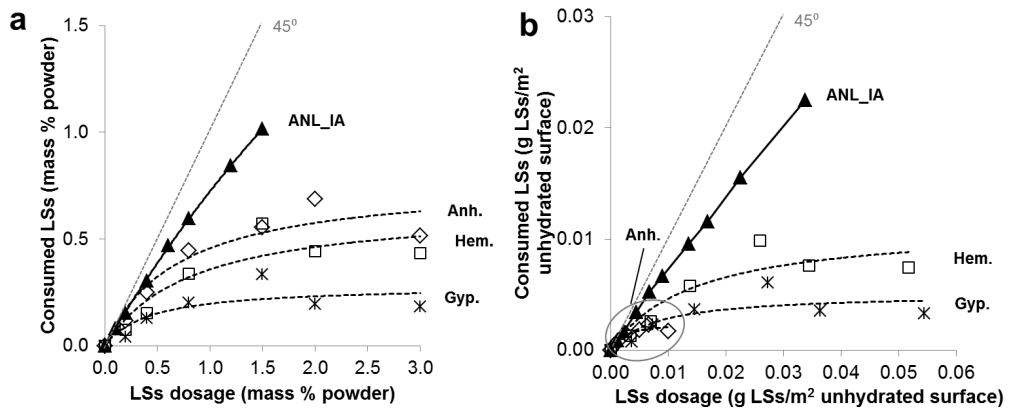 a
1.5
1.0
0.5
0.0
0.0 0.5 1.0 1.5 2.0 2.5 3.0
Consumed LSs (mass % powder)
LSs dosage (mass % powder)
45⁰
ANL_IA
Anh.
Hem.
Gyp.
b
0.03
0.02
0.01
0.00
0.00 0.01 0.02 0.03 0.04 0.05 0.06
Consumed LSs (g LSs/m²
unhydrated surface)
LSs dosage (g LSs/m² unhydrated surface)
45⁰
ANL_IA
Anh.
Hem.
Gyp.